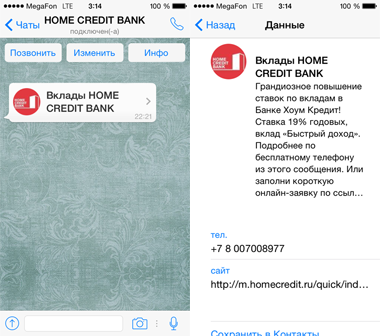 MegaFon 3:14 100 %
Чаты HOME CREDIT BANK
подключен(-а)
Позвонить Изменить Инфо
HOME CREDIT BANK
Вклады HOME
CREDIT BANK
22:21
MegaFon 3:14 100 %
Назад Данные
HOME CREDIT BANK
Вклады HOME
CREDIT BANK
Грандиозное повышение
ставок по вкладам в
Банке Хоум Кредит!
Ставка 19% годовых,
вклад «Быстрый доход».
Подробнее по
бесплатному телефону
из этого сообщения. Или
заполни короткую
онлайн-заявку по ссыл...
тел.
+7 8 007008977
сайт
http://m.homecredit.ru/quick/ind...
Сохранить в Контакты